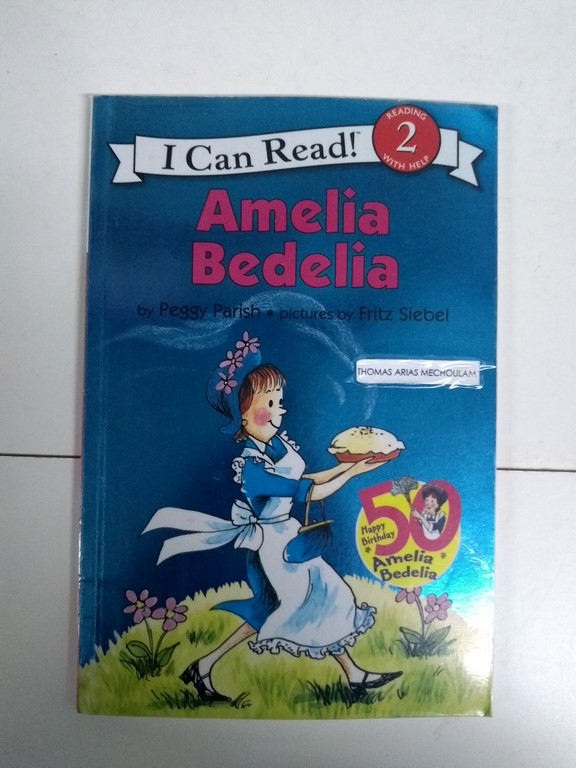 I Can Read!™
READING
2
WITH HELP
Amelia
Bedelia
by Peggy Parish • pictures by Fritz Siebel
THOMAS ARIAS MECHOULAM
50
Happy
Birthday
Amelia
Bedelia